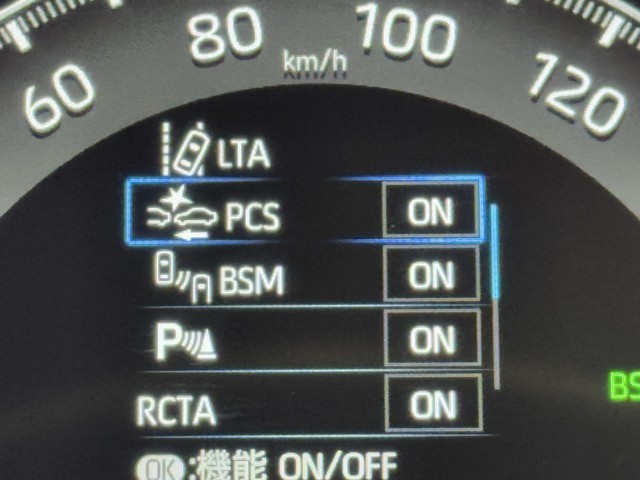 80 100
km/h
60 120
LTA
PCS ON
BSM ON
P ON
RCTA ON
OK:機能 ON/OFF